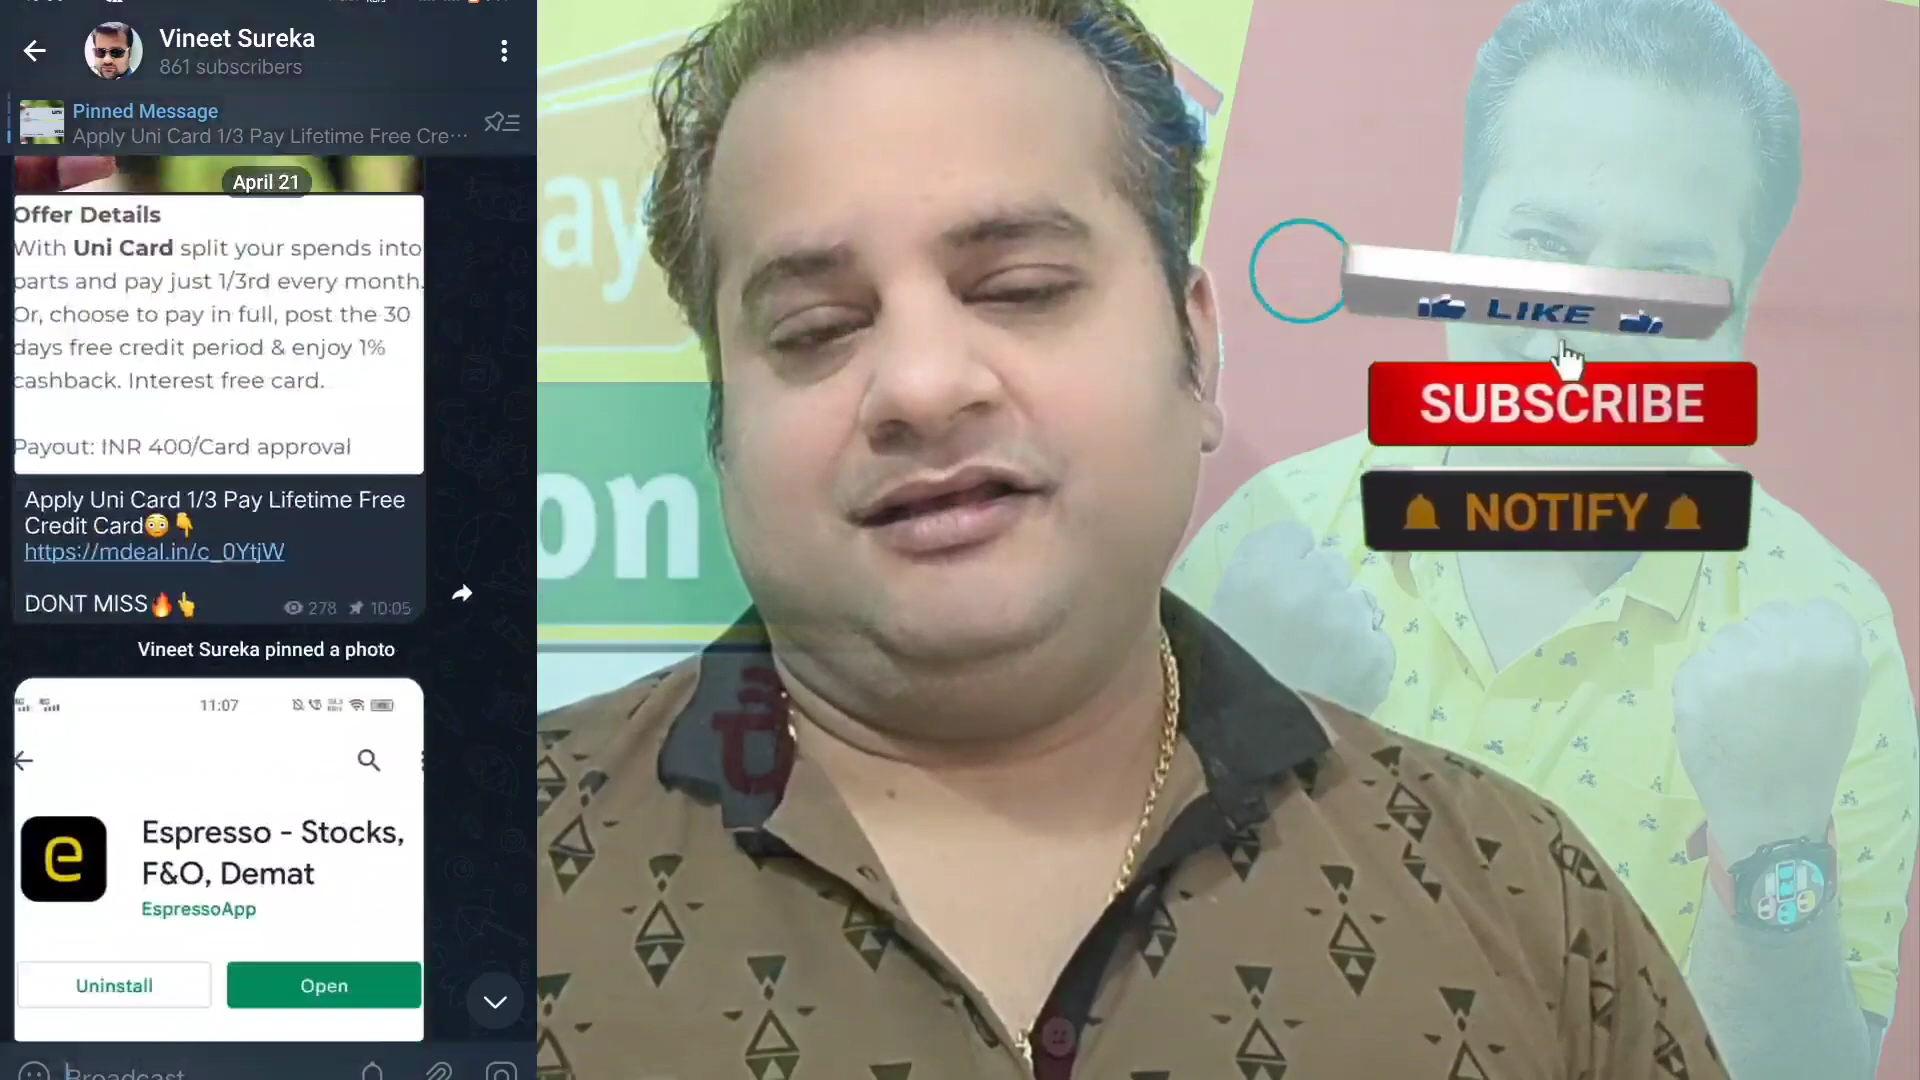 Vineet Sureka
861 subscribers
Pinned Message
Apply Uni Card 1/3 Pay Lifetime Free Cre...
April 21
Offer Details
With Uni Card split your spends into
parts and pay just 1/3rd every month.
Or, choose to pay in full, post the 30
days free credit period & enjoy 1%
cashback. Interest free card.
Payout: INR 400/Card approval
Apply Uni Card 1/3 Pay Lifetime Free
Credit Card😳👇
https://mdeal.in/c_0YtjW
DONT MISS🔥👆
278 10:05
Vineet Sureka pinned a photo
11:07
Espresso - Stocks,
F&O, Demat
EspressoApp
Uninstall
Open
Broadcast
ay
on
LIKE
SUBSCRIBE
NOTIFY